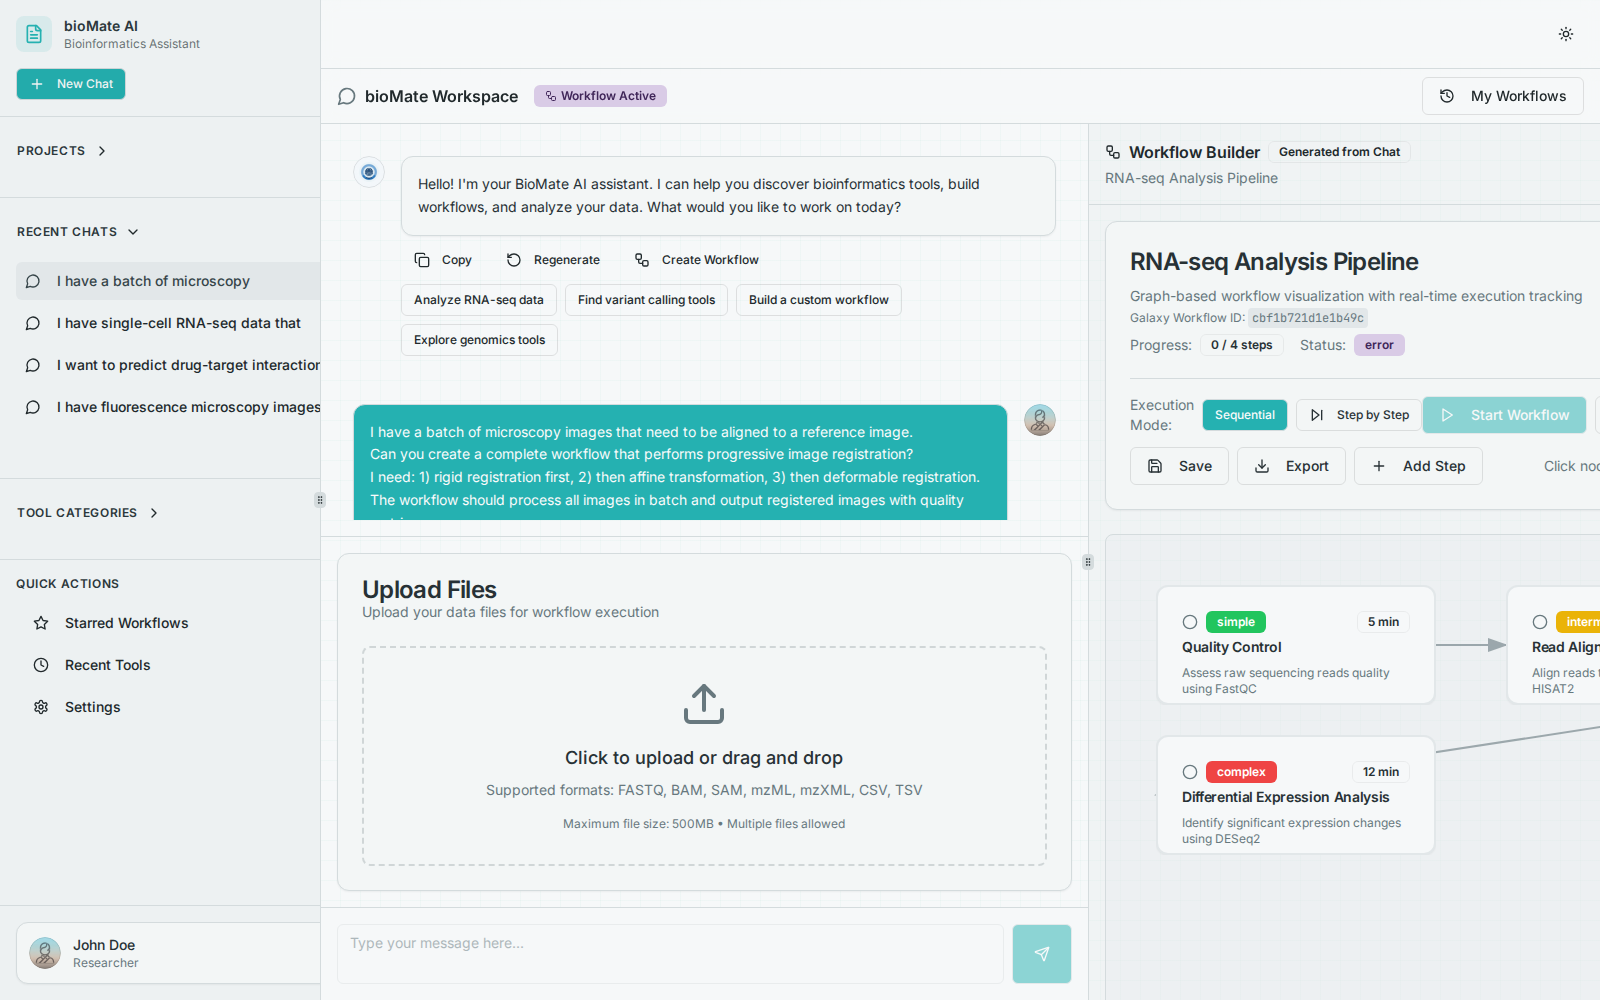 bioMate AI
Bioinformatics Assistant
New Chat
PROJECTS
RECENT CHATS
I have a batch of microscopy
I have single-cell RNA-seq data that
I want to predict drug-target interaction
I have fluorescence microscopy images
TOOL CATEGORIES
QUICK ACTIONS
Starred Workflows
Recent Tools
Settings
John Doe
Researcher
bioMate Workspace
Workflow Active
My Workflows
Hello! I'm your BioMate AI assistant. I can help you discover bioinformatics tools, build
workflows, and analyze your data. What would you like to work on today?
Copy
Regenerate
Create Workflow
Analyze RNA-seq data
Find variant calling tools
Build a custom workflow
Explore genomics tools
I have a batch of microscopy images that need to be aligned to a reference image.
Can you create a complete workflow that performs progressive image registration?
I need: 1) rigid registration first, 2) then affine transformation, 3) then deformable registration.
The workflow should process all images in batch and output registered images with quality
Upload Files
Upload your data files for workflow execution
Click to upload or drag and drop
Supported formats: FASTQ, BAM, SAM, mzML, mzXML, CSV, TSV
Maximum file size: 500MB • Multiple files allowed
Type your message here...
Workflow Builder
Generated from Chat
RNA-seq Analysis Pipeline
RNA-seq Analysis Pipeline
Graph-based workflow visualization with real-time execution tracking
Galaxy Workflow ID: cbf1b721d1e1b49c
Progress: 0 / 4 steps Status: error
Execution
Mode:
Sequential
Step by Step
Start Workflow
Save
Export
Add Step
Click
simple
5 min
Quality Control
Assess raw sequencing reads quality
using FastQC
Read
Align reads
HISAT2
complex
12 min
Differential Expression Analysis
Identify significant expression changes
using DESeq2